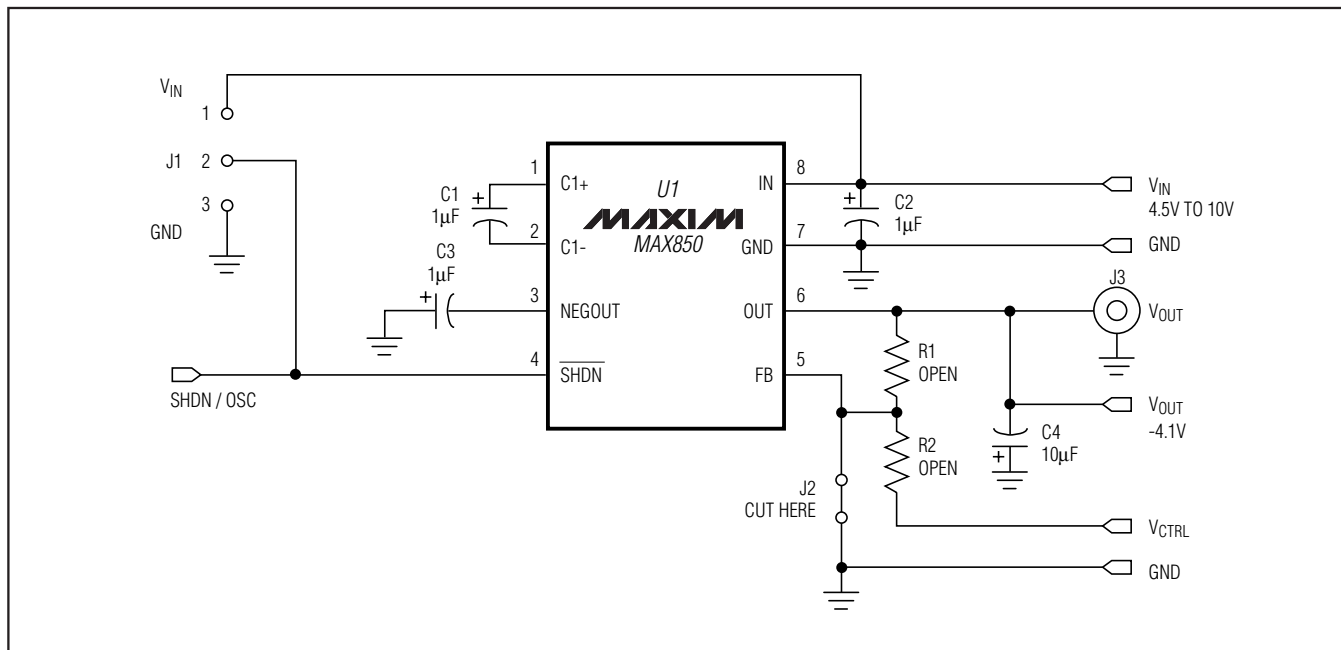 VIN
1
J1 2
3
GND
SHDN / OSC
C1
1µF
+
C3
1µF
+
1
2
3
4
C1+
C1-
NEGOUT
SHDN
U1
MAXIM
MAX850
IN
GND
OUT
FB
8
7
6
5
+
C2
1µF
VIN
4.5V TO 10V
GND
J3
VOUT
R1
OPEN
R2
OPEN
VOUT
-4.1V
C4
10µF
+
J2
CUT HERE
VCTRL
GND